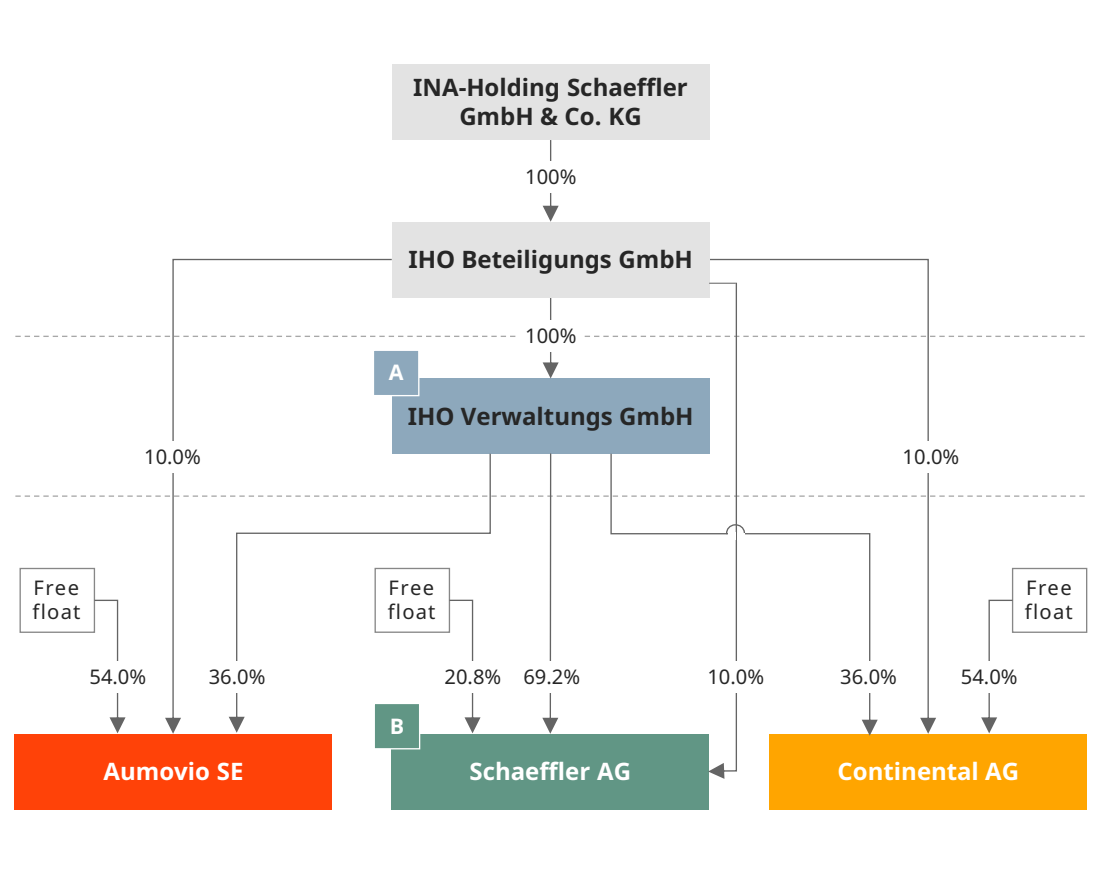 INA-Holding Schaeffler
GmbH & Co. KG
100%
IHO Beteiligungs GmbH
100%
A
IHO Verwaltungs GmbH
10.0%
10.0%
Free
float
Free
float
Free
float
54.0%
36.0%
20.8%
69.2%
10.0%
36.0%
54.0%
B
Aumovio SE
Schaeffler AG
Continental AG